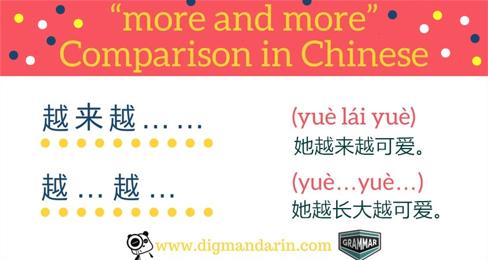 “more and more”
Comparison in Chinese
越来越……
(yuè lái yuè)
她越来越可爱。
越…越…
(yuè…yuè…)
她越长大越可爱。
www.digmandarin.com
GRAMMAR